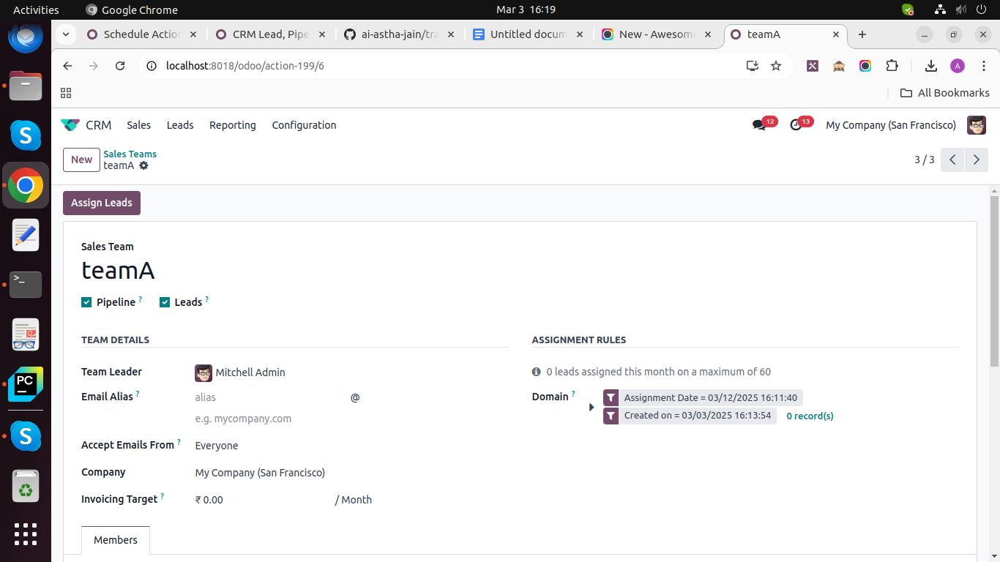 Activities Google Chrome Mar 3 16:19
Schedule Action CRM Lead, Pipe ai-astha-jain/tra Untitled docum New - Awesome teamA
localhost:8018/odoo/action-199/6 A
All Bookmarks
CRM Sales Leads Reporting Configuration 12 13 My Company (San Francisco)
New Sales Teams
teamA 3 / 3
Assign Leads
Sales Team
teamA
Pipeline ? Leads ?
TEAM DETAILS ASSIGNMENT RULES
Team Leader Mitchell Admin 0 leads assigned this month on a maximum of 60
Email Alias ? alias @ Domain ? Assignment Date = 03/12/2025 16:11:40
e.g. mycompany.com Created on = 03/03/2025 16:13:54 0 record(s)
Accept Emails From ? Everyone
Company My Company (San Francisco)
Invoicing Target ? ₹ 0.00 / Month
Members
S
>_
PC
S